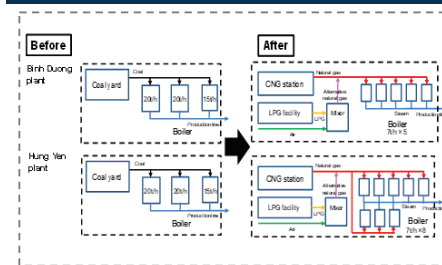 Before
Binh Duong
plant
Coal yard
Coal
20t/h
20t/h
15t/h
Production line
Boiler
Hung Yen
plant
Coal yard
Coal
20t/h
20t/h
15t/h
Production line
Boiler
After
CNG station
Natural gas
LPG facility
LPG
Air
Alternative
natural gas
Mixer
Steam
Production
Boiler
7t/h × 5
CNG station
Natural gas
LPG facility
LPG
Air
Alternative
natural gas
Mixer
Steam
Boiler
7t/h ×8